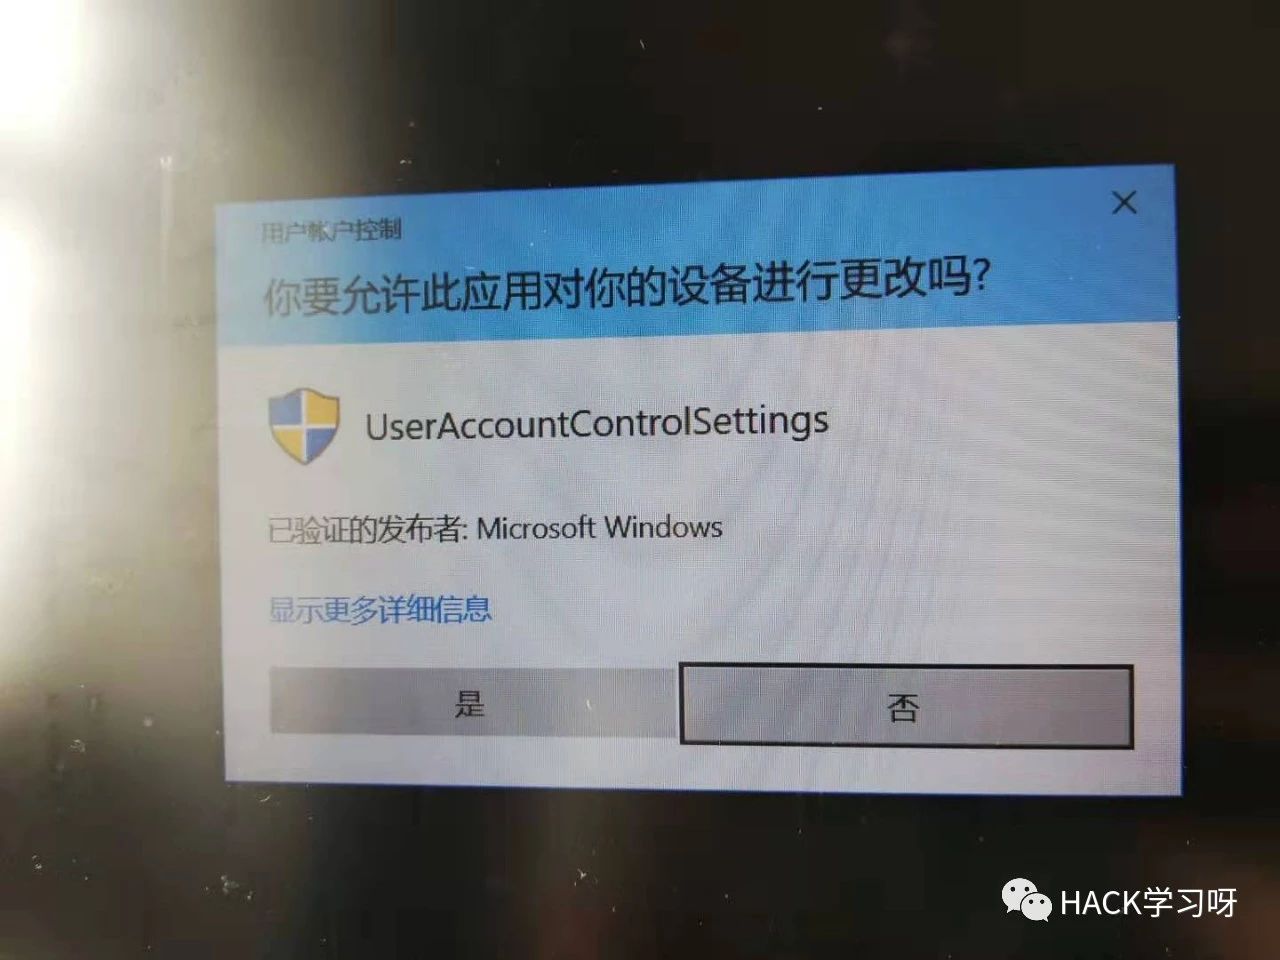 用户帐户控制
你要允许此应用对你的设备进行更改吗?
UserAccountControlSettings
已验证的发布者: Microsoft Windows
显示更多详细信息
是
否
HACK学习呀